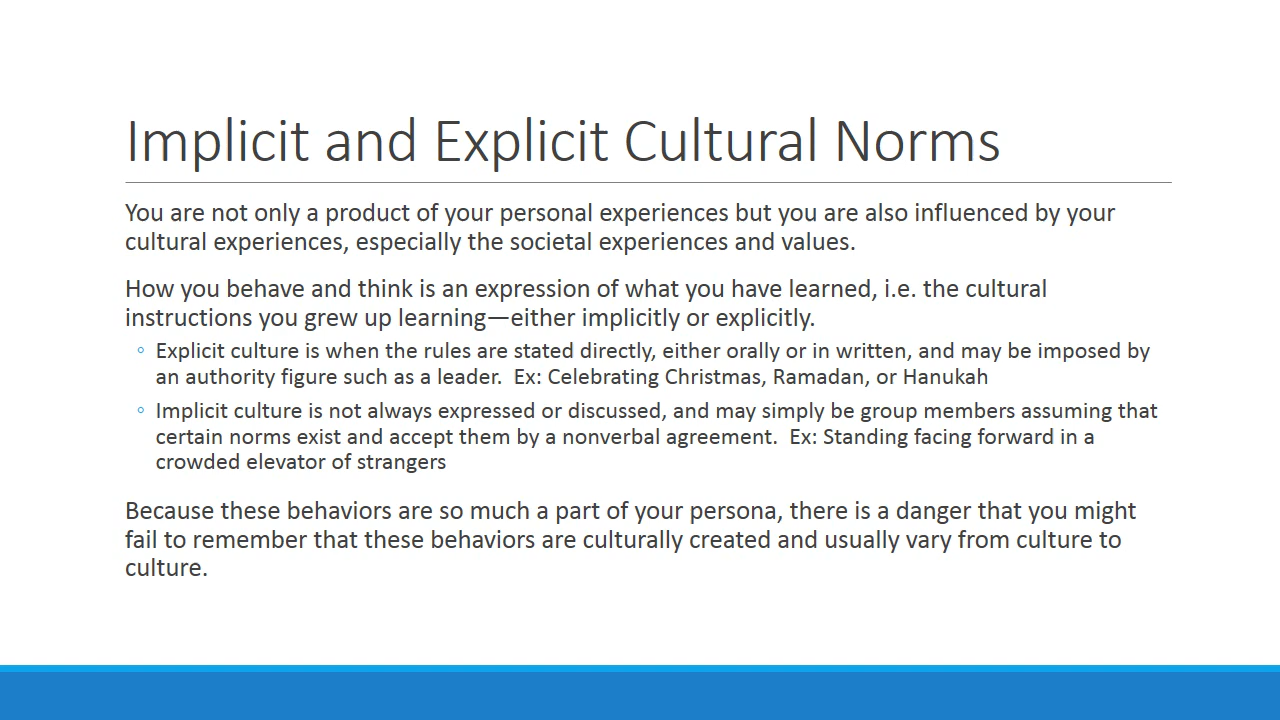 Implicit and Explicit Cultural Norms
You are not only a product of your personal experiences but you are also influenced by your
cultural experiences, especially the societal experiences and values.
How you behave and think is an expression of what you have learned, i.e. the cultural
instructions you grew up learning—either implicitly or explicitly.
◦ Explicit culture is when the rules are stated directly, either orally or in written, and may be imposed by
an authority figure such as a leader.  Ex: Celebrating Christmas, Ramadan, or Hanukah
◦ Implicit culture is not always expressed or discussed, and may simply be group members assuming that
certain norms exist and accept them by a nonverbal agreement.  Ex: Standing facing forward in a
crowded elevator of strangers
Because these behaviors are so much a part of your persona, there is a danger that you might
fail to remember that these behaviors are culturally created and usually vary from culture to
culture.